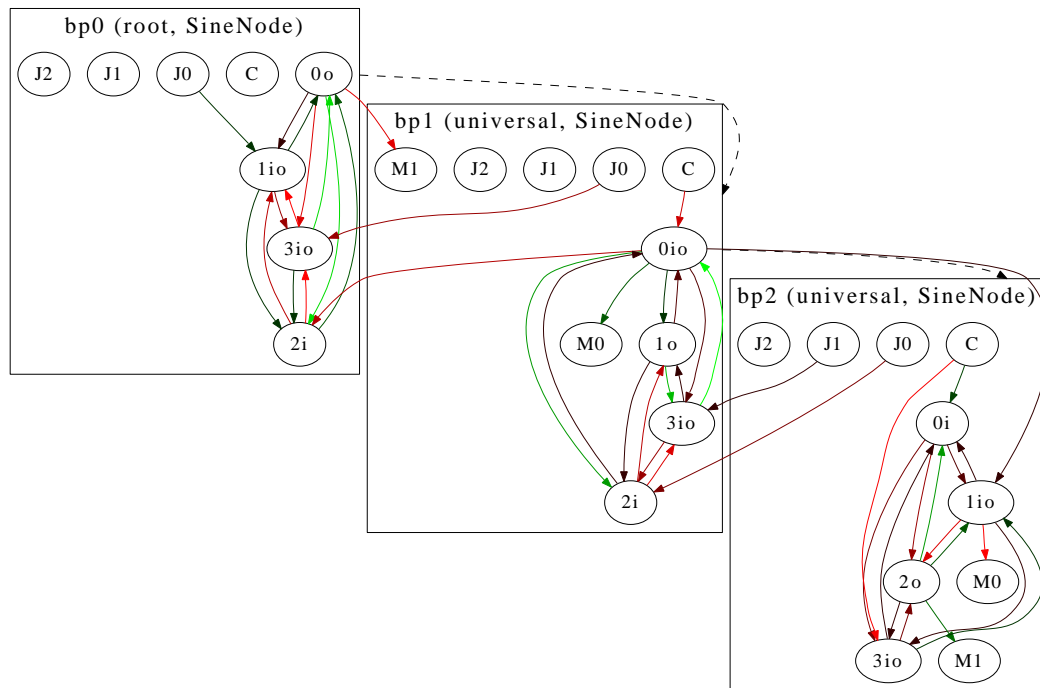 bp0 (root, SineNode)
J2 J1 J0 C 0o
1io
3io
2i
bp1 (universal, SineNode)
M1 J2 J1 J0 C
0io
M0 1o
3io
2i
bp2 (universal, SineNode)
J2 J1 J0 C
0i
1io
2o M0
3io M1